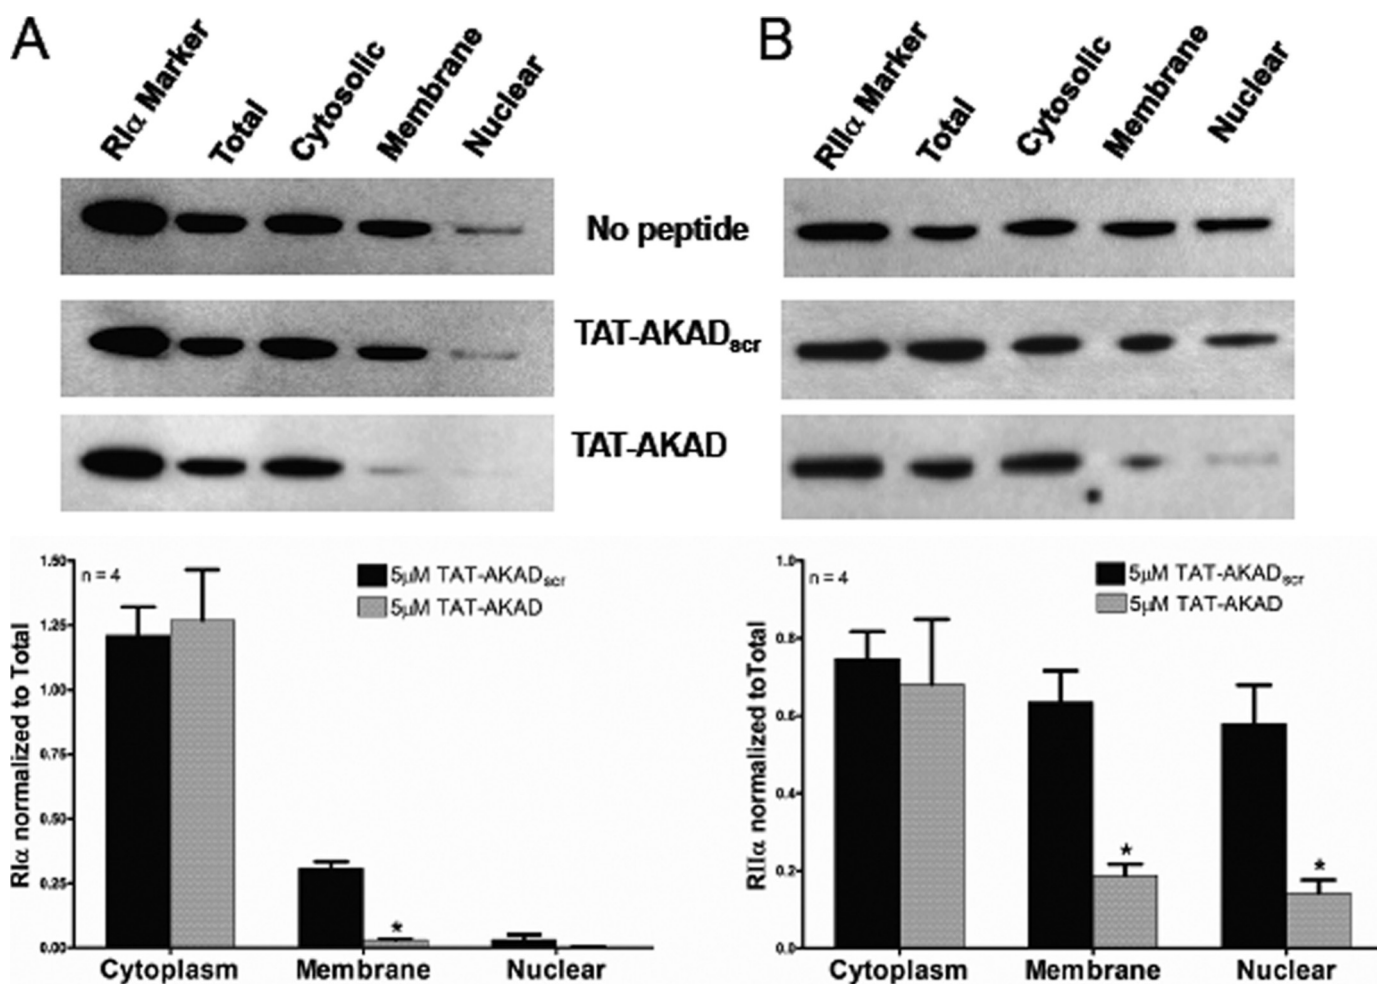 A
RIα Marker
Total
Cytosolic
Membrane
Nuclear
B
RIIα Marker
Total
Cytosolic
Membrane
Nuclear
No peptide
TAT-AKADscr
TAT-AKAD
RIα normalized to Total
1.50
1.25
1.00
0.75
0.50
0.25
0.00
n = 4
5μM TAT-AKADscr
5μM TAT-AKAD
*
Cytoplasm
Membrane
Nuclear
RIIα normalized toTotal
1.0
0.8
0.6
0.4
0.2
0.0
n = 4
5μM TAT-AKADscr
5μM TAT-AKAD
*
*
Cytoplasm
Membrane
Nuclear